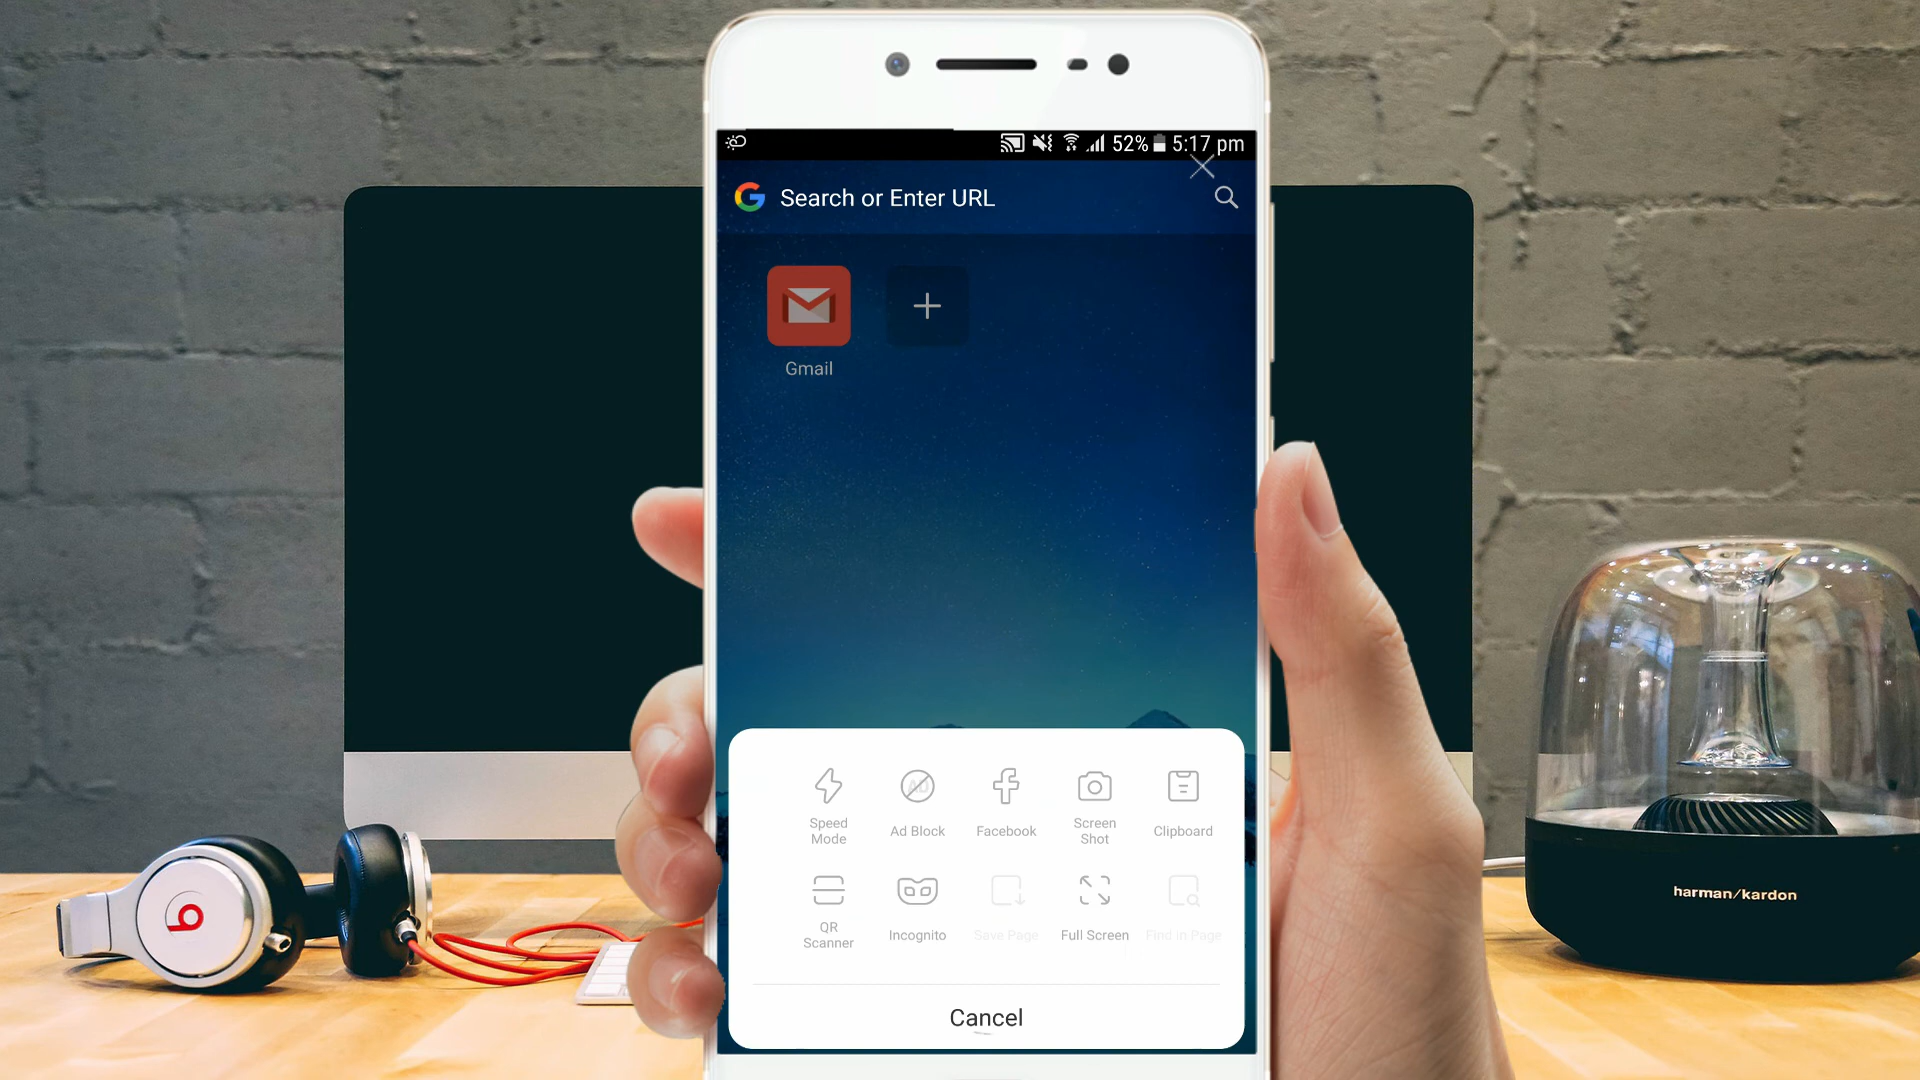 52% 5:17 pm
Search or Enter URL
Gmail
Speed
Mode
AD
Ad Block
Facebook
Screen
Shot
Clipboard
QR
Scanner
Incognito
Save Page
Full Screen
Find in Page
Cancel
harman/kardon